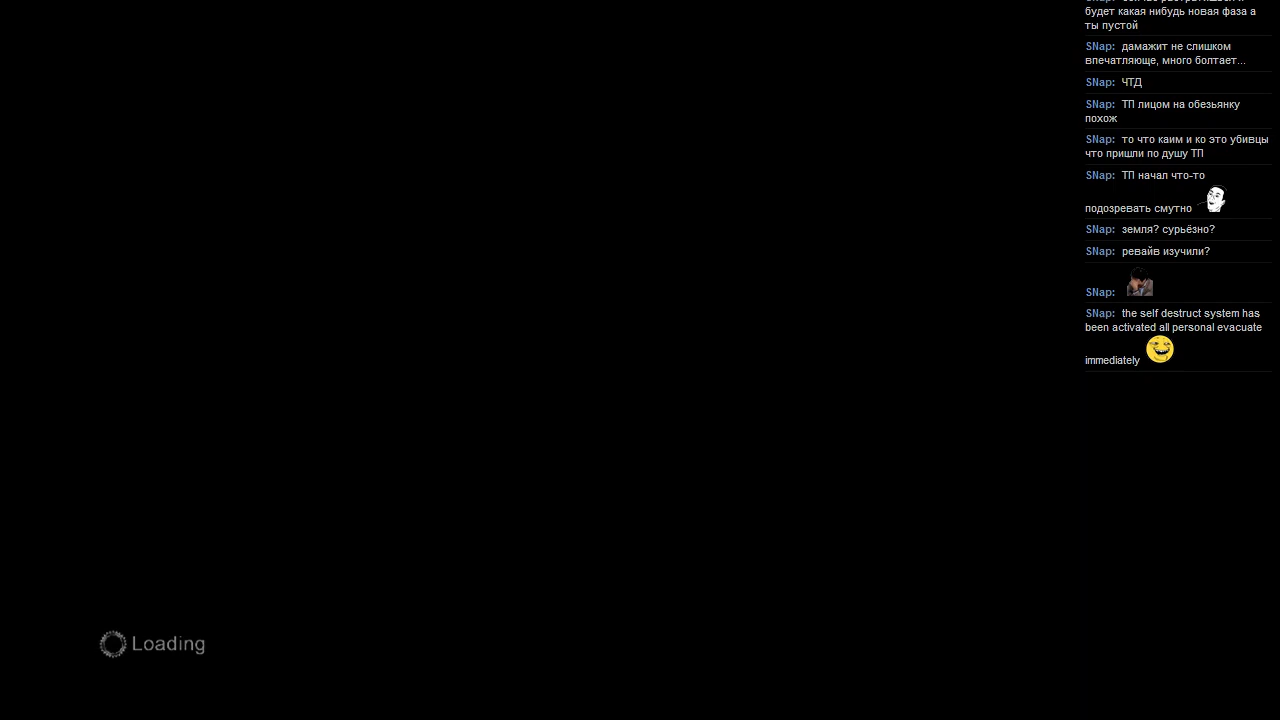 будет какая нибудь новая фаза а
ты пустой
SNap: дамажит не слишком
впечатляюще, много болтает...
SNap: ЧТД
SNap: ТП лицом на обезьянку
похож
SNap: то что каим и ко это убивцы
что пришли по душу ТП
SNap: ТП начал что-то
подозревать смутно
SNap: земля? сурьёзно?
SNap: ревайв изучили?
SNap:
SNap: the self destruct system has
been activated all personal evacuate
immediately
Loading